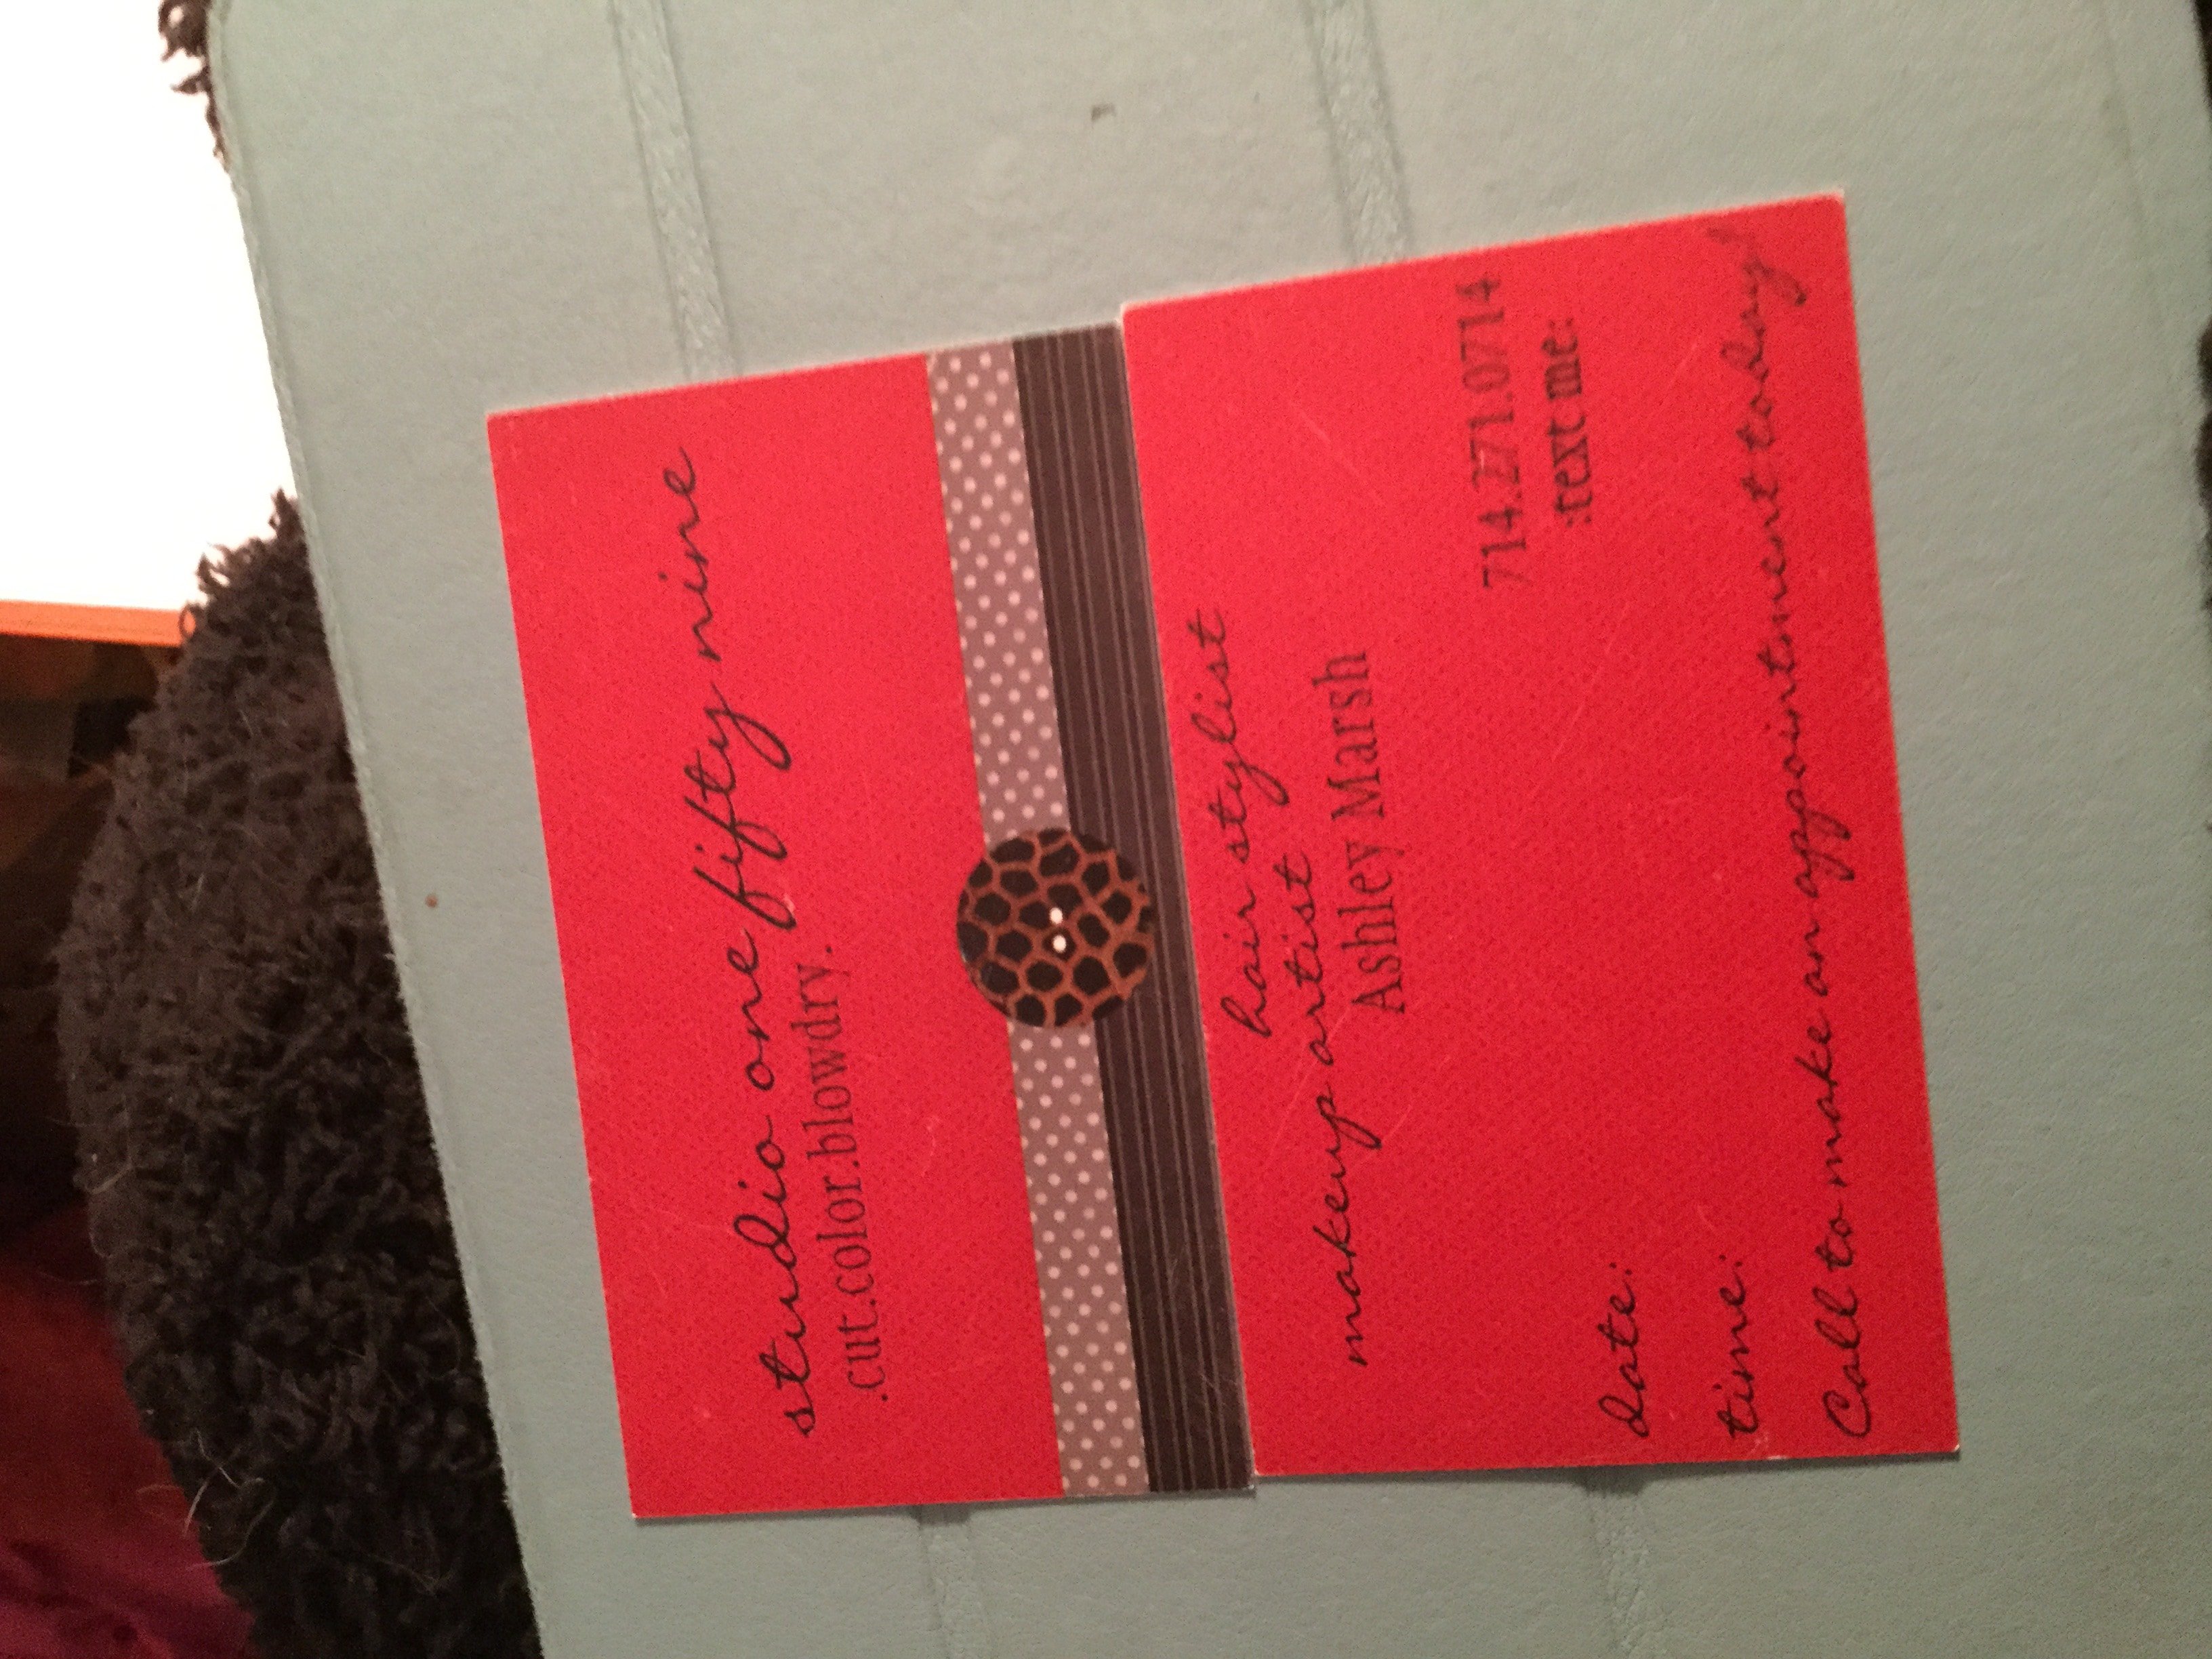 studio one fifty nine
.cut.color.blowdry.
hair stylist
makeup artist
Ashley Marsh
714.271.0714
:text me:
date:
time:
Call to make an appointment today!